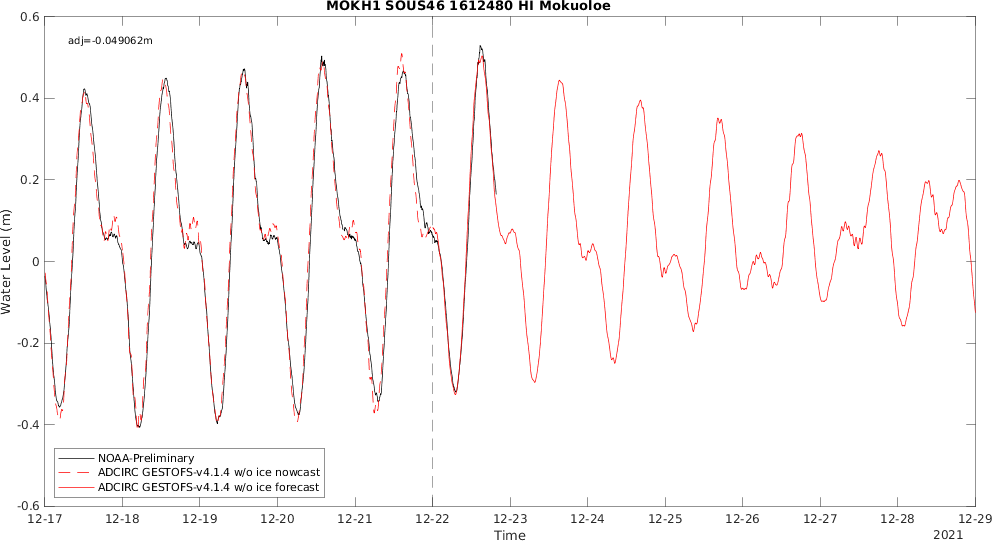 MOKH1 SOUS46 1612480 HI Mokuoloe
adj=-0.049062m
0.6
0.4
0.2
0
-0.2
-0.4
-0.6
Water Level (m)
NOAA-Preliminary
ADCIRC GESTOFS-v4.1.4 w/o ice nowcast
ADCIRC GESTOFS-v4.1.4 w/o ice forecast
12-17 12-18 12-19 12-20 12-21 12-22 12-23 12-24 12-25 12-26 12-27 12-28 12-29
Time
2021